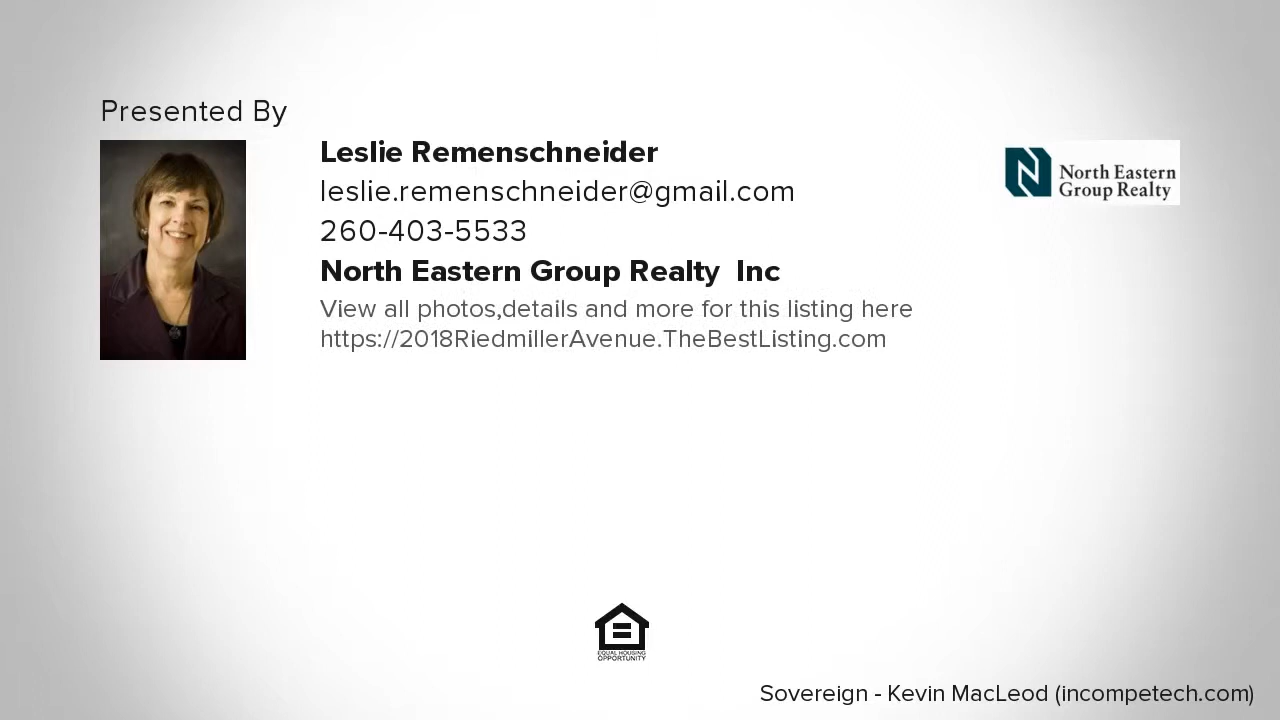 Presented By
Leslie Remenschneider
leslie.remenschneider@gmail.com
260-403-5533
North Eastern Group Realty  Inc
View all photos,details and more for this listing here
https://2018RiedmillerAvenue.TheBestListing.com
North Eastern
Group Realty
EQUAL HOUSING
OPPORTUNITY
Sovereign - Kevin MacLeod (incompetech.com)